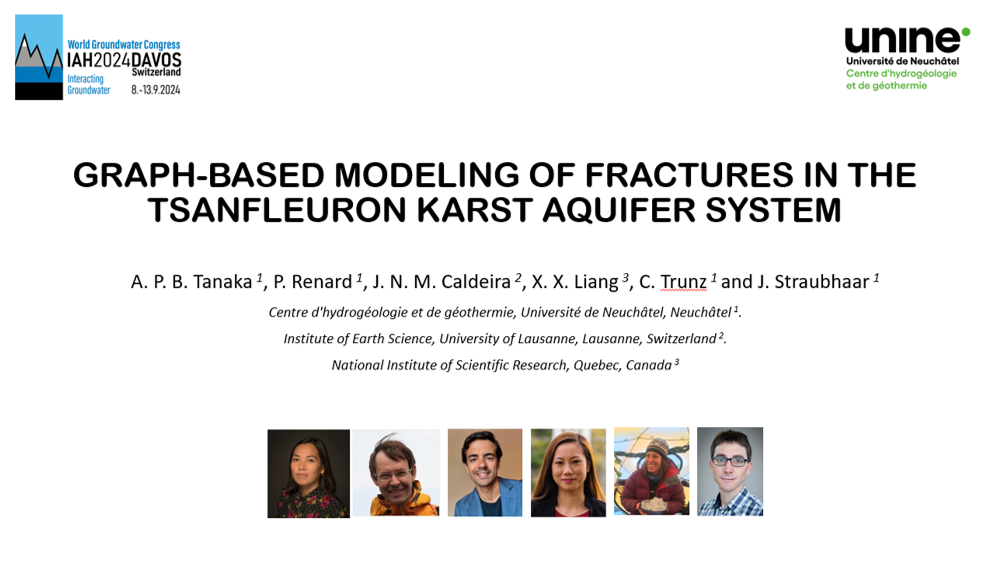 World Groundwater Congress
IAH2024DAVOS
Switzerland
Interacting
Groundwater
8.-13.9.2024
unine
Université de Neuchâtel
Centre d'hydrogéologie
et de géothermie
GRAPH-BASED MODELING OF FRACTURES IN THE
TSANFLEURON KARST AQUIFER SYSTEM
A. P. B. Tanaka 1, P. Renard 1, J. N. M. Caldeira 2, X. X. Liang 3, C. Trunz 1 and J. Straubhaar 1
Centre d'hydrogéologie et de géothermie, Université de Neuchâtel, Neuchâtel 1.
Institute of Earth Science, University of Lausanne, Lausanne, Switzerland 2.
National Institute of Scientific Research, Quebec, Canada 3